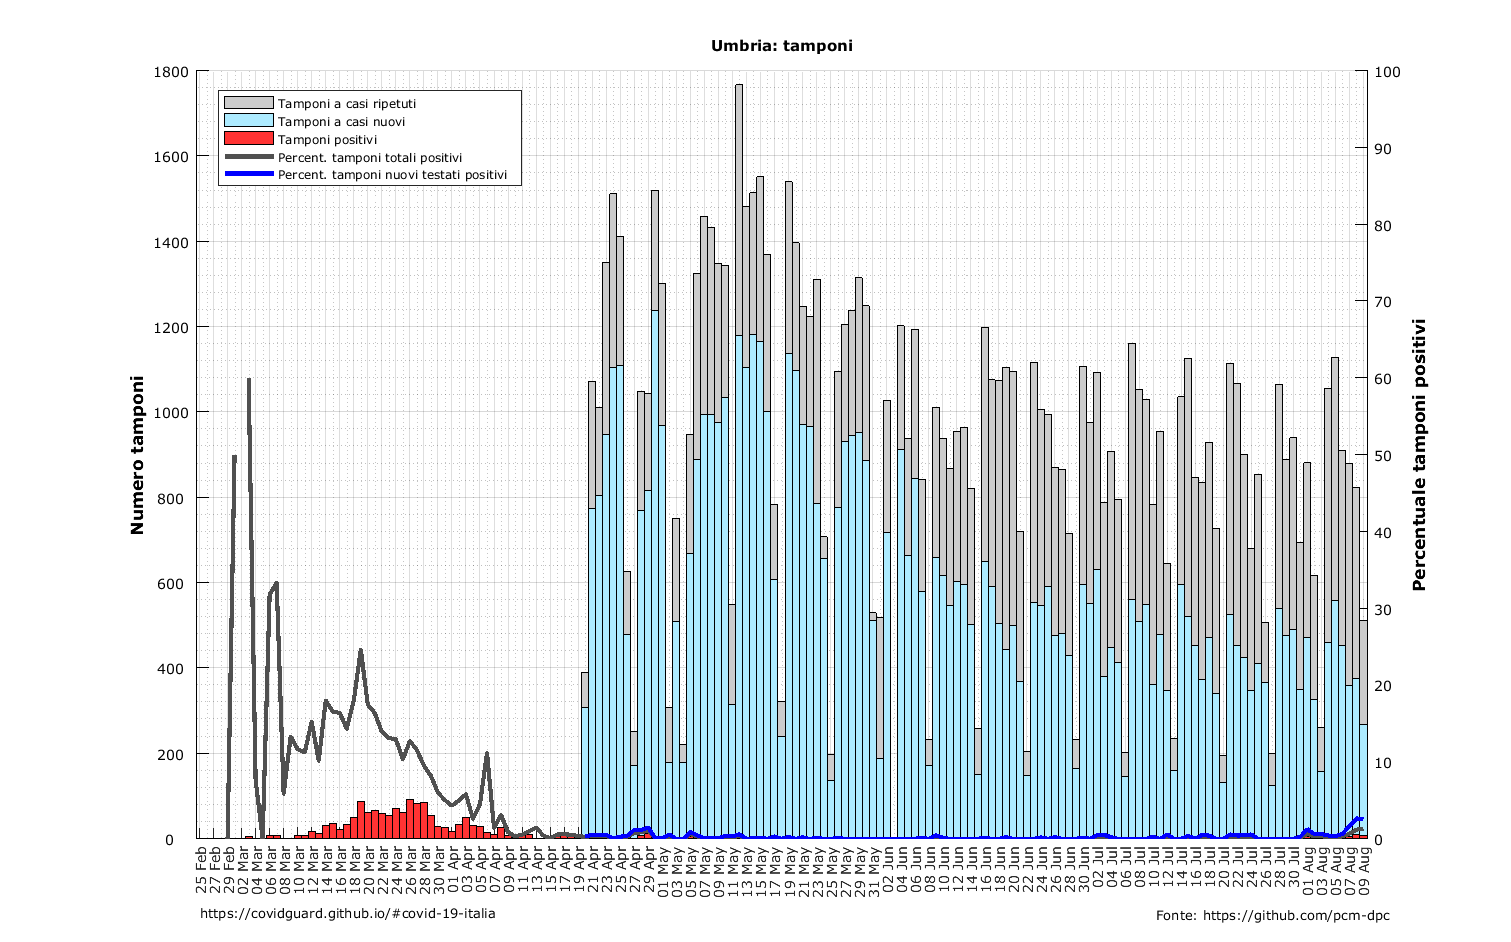 Umbria: tamponi
Tamponi a casi ripetuti
Tamponi a casi nuovi
Tamponi positivi
Percent. tamponi totali positivi
Percent. tamponi nuovi testati positivi
Numero tamponi
1800
1600
1400
1200
1000
800
600
400
200
0
Percentuale tamponi positivi
100
90
80
70
60
50
40
30
20
10
0
25 Feb
27 Feb
29 Feb
02 Mar
04 Mar
06 Mar
08 Mar
10 Mar
12 Mar
14 Mar
16 Mar
18 Mar
20 Mar
22 Mar
24 Mar
26 Mar
28 Mar
30 Mar
01 Apr
03 Apr
05 Apr
07 Apr
09 Apr
11 Apr
13 Apr
15 Apr
17 Apr
19 Apr
21 Apr
23 Apr
25 Apr
27 Apr
29 Apr
01 May
03 May
05 May
07 May
09 May
11 May
13 May
15 May
17 May
19 May
21 May
23 May
25 May
27 May
29 May
31 May
02 Jun
04 Jun
06 Jun
08 Jun
10 Jun
12 Jun
14 Jun
16 Jun
18 Jun
20 Jun
22 Jun
24 Jun
26 Jun
28 Jun
30 Jun
02 Jul
04 Jul
06 Jul
08 Jul
10 Jul
12 Jul
14 Jul
16 Jul
18 Jul
20 Jul
22 Jul
24 Jul
26 Jul
28 Jul
30 Jul
01 Aug
03 Aug
05 Aug
07 Aug
09 Aug
https://covidguard.github.io/#covid-19-italia
Fonte: https://github.com/pcm-dpc